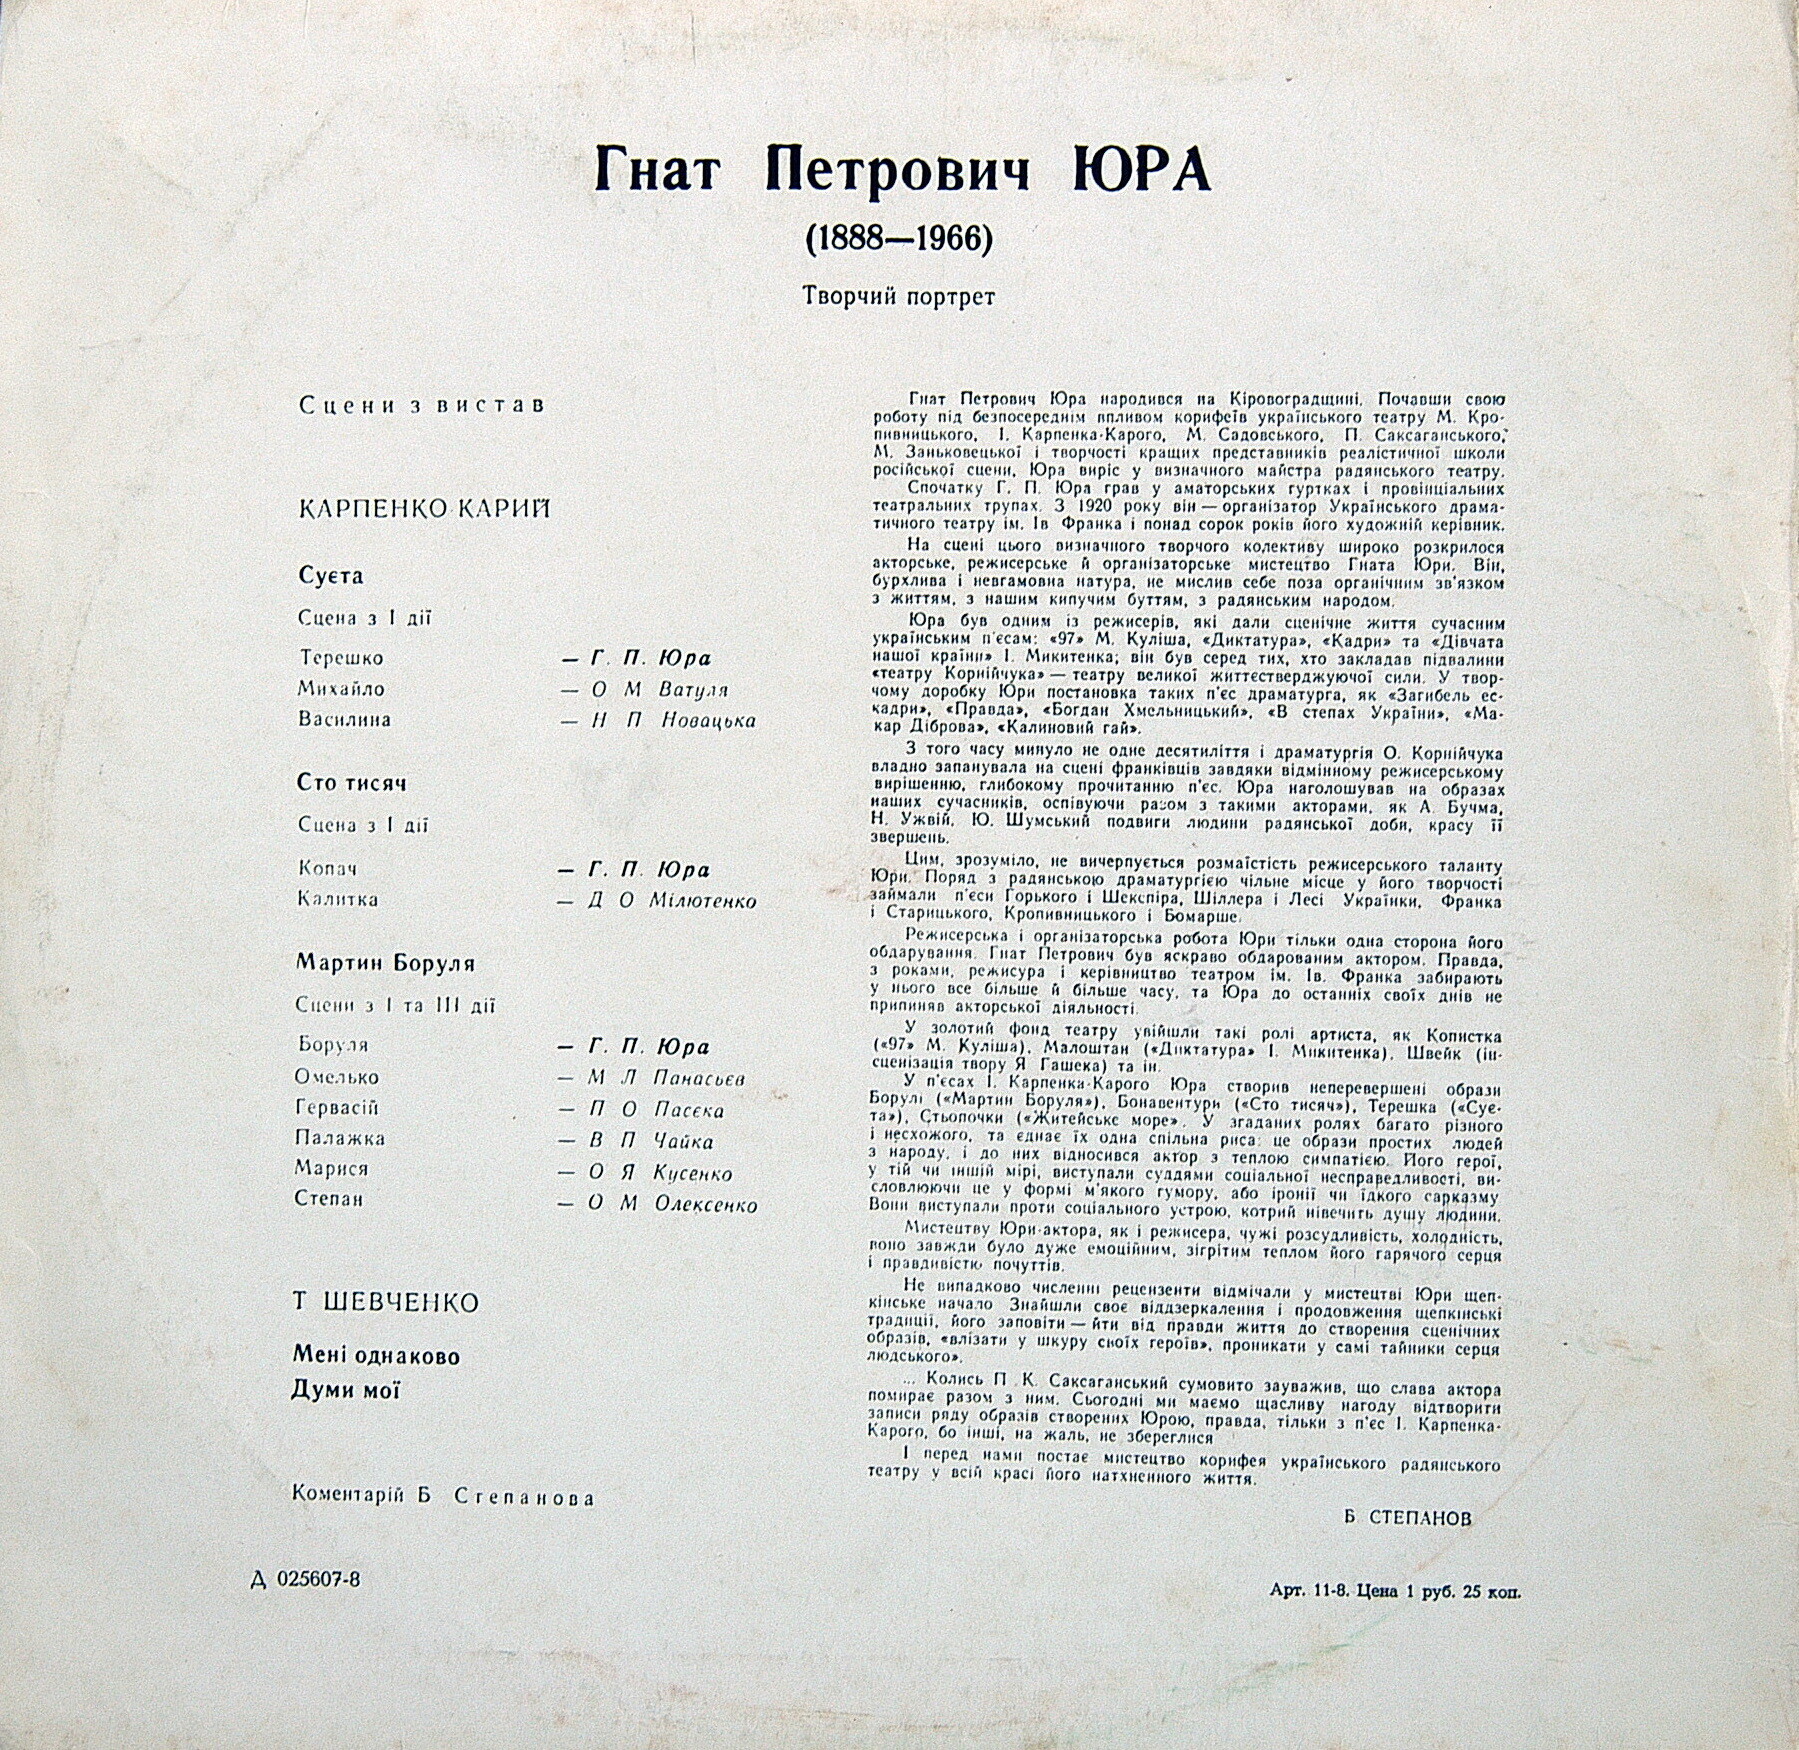 Гнат Петрович ЮРА
(1888—1966)
Творчий портрет
Сцени з вистав
КАРПЕНКО-КАРИЙ
Суєта
Сцена з I дії
Терешко — Г. П. Юра
Михайло — О М Ватуля
Василина — Н П Новацька
Сто тисяч
Сцена з I дії
Копач — Г. П. Юра
Калитка — Д О Мілютенко
Мартин Боруля
Сцени з I та III дії
Боруля — Г. П. Юра
Омелько — М Л Панасьєв
Гервасій — П О Пасєка
Палажка — В П Чайка
Марися — О Я Кусенко
Степан — О М Олексенко
Т ШЕВЧЕНКО
Мені однаково
Думи мої
Коментарій Б Степанова
Д 025607-8
Гнат Петрович Юра народився на Кіровоградщині. Почавши свою
роботу під безпосереднім впливом корифеїв українського театру М. Кро-
пивницького, І. Карпенка-Карого, М. Садовського, П. Саксаганського,
М. Заньковецької і творчості кращих представників реалістичної школи
російської сцени, Юра виріс у визначного майстра радянського театру.
Спочатку Г. П. Юра грав у аматорських гуртках і провінціальних
театральних трупах. З 1920 року він — організатор Українського драма-
тичного театру ім. Ів Франка і понад сорок років його художній керівник.
На сцені цього визначного творчого колективу широко розкрилося
акторське, режисерське й організаторське мистецтво Гната Юри. Він,
бурхлива і невгамовна натура, не мислив себе поза органічним зв'язком
з життям, з нашим кипучим буттям, з радянським народом.
Юра був одним із режисерів, які дали сценічне життя сучасним
українським п'єсам: «97» М. Куліша, «Диктатура», «Кадри» та «Дівчата
нашої країни» І. Микитенка; він був серед тих, хто закладав підвалини
«театру Корнійчука» — театру великої життєстверджуючої сили. У твор-
чому доробку Юри постановка таких п'єс драматурга, як «Загибель ес-
кадри», «Правда», «Богдан Хмельницький», «В степах України», «Ма-
кар Діброва», «Калиновий гай».
З того часу минуло не одне десятиліття і драматургія О. Корнійчука
владно запанувала на сцені франківців завдяки відмінному режисерському
вирішенню, глибокому прочитанню п'єс. Юра наголошував на образах
наших сучасників, оспівуючи разом з такими акторами, як А. Бучма,
Н. Ужвій, Ю. Шумський подвиги людини радянської доби, красу її
звершень.
Цим, зрозуміло, не вичерпується розмаїстість режисерського таланту
Юри. Поряд з радянською драматургією чільне місце у його творчості
займали п'єси Горького і Шекспіра, Шіллера і Лесі Українки, Франка
і Старицького, Кропивницького і Бомарше.
Режисерська і організаторська робота Юри тільки одна сторона його
обдарування. Гнат Петрович був яскраво обдарованим актором. Правда,
з роками, режисура і керівництво театром ім. Ів. Франка забирають
у нього все більше й більше часу, та Юра до останніх своїх днів не
припиняв акторської діяльності.
У золотий фонд театру увійшли такі ролі артиста, як Копистка
(«97» М. Куліша), Малоштан («Диктатура» І. Микитенка), Швейк (ін-
сценізація твору Я Гашека) та ін.
У п'єсах І. Карпенка-Карого Юра створив неперевершені образи
Борулі («Мартин Боруля»), Бонавентури («Сто тисяч»), Терешка («Сує-
та»), Стьопочки («Житейське море». У згаданих ролях багато різного
і несхожого, та єднає їх одна спільна риса: це образи простих людей
з народу, і до них відносився актор з теплою симпатією. Його герої,
у тій чи іншій мірі, виступали суддями соціальної несправедливості, ви-
словлюючи це у формі м'якого гумору, або іронії чи їдкого сарказму
Вони виступали проти соціального устрою, котрий нівечить душу людини.
Мистецтву Юри-актора, як і режисера, чужі розсудливість, холодність,
воно завжди було дуже емоційним, зігрітим теплом його гарячого серця
і правдивістю почуттів.
Не випадково численні рецензенти відмічали у мистецтві Юри щеп-
кінське начало Знайшли своє віддзеркалення і продовження щепкінські
традиції, його заповіти — йти від правди життя до створення сценічних
образів, «влізати у шкуру своїх героїв», проникати у самі тайники серця
людського».
... Колись П К. Саксаганський сумовито зауважив, що слава актора
помирає разом з ним. Сьогодні ми маємо щасливу нагоду відтворити
записи ряду образів створених Юрою, правда, тільки з п'єс І. Карпенка-
Карого, бо інші, на жаль, не збереглися
І перед нами постає мистецтво корифея українського радянського
театру у всій красі його натхненного життя.
Б СТЕПАНОВ
Арт. 11-8. Цена 1 руб. 25 коп.